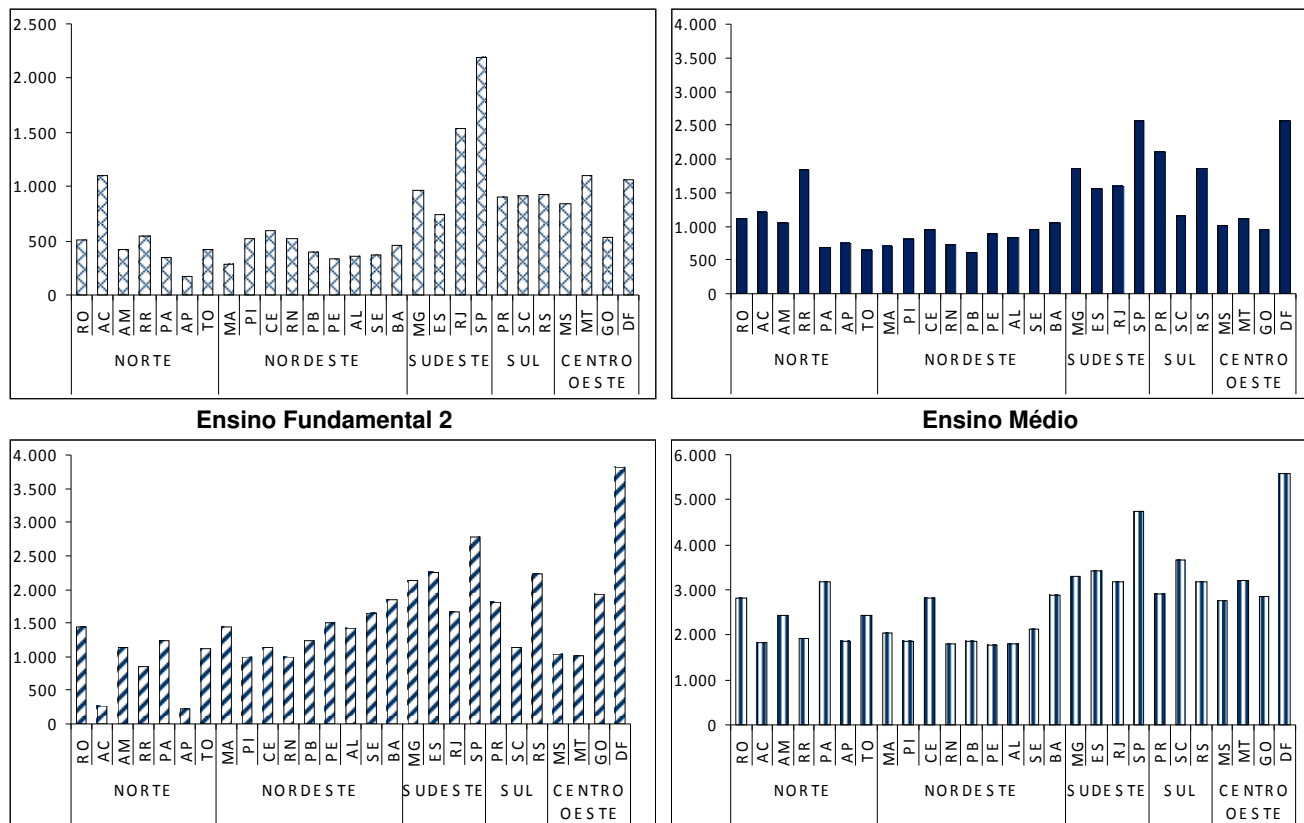 2.500
2.000
1.500
1.000
500
0
RO AC AM RR PA AP TO MA PI CE RN PB PE AL SE BA MG ES RJ SP PR SC RS MS MT GO DF
NORTE NORDESTE SUDESTE SUL CENTRO
OESTE
4.000
3.500
3.000
2.500
2.000
1.500
1.000
500
0
RO AC AM RR PA AP TO MA PI CE RN PB PE AL SE BA MG ES RJ SP PR SC RS MS MT GO DF
NORTE NORDESTE SUDESTE SUL CENTRO
OESTE
Ensino Fundamental 2
4.000
3.500
3.000
2.500
2.000
1.500
1.000
500
0
RO AC AM RR PA AP TO MA PI CE RN PB PE AL SE BA MG ES RJ SP PR SC RS MS MT GO DF
NORTE NORDESTE SUDESTE SUL CENTRO
OESTE
Ensino Médio
6.000
5.000
4.000
3.000
2.000
1.000
0
RO AC AM RR PA AP TO MA PI CE RN PB PE AL SE BA MG ES RJ SP PR SC RS MS MT GO DF
NORTE NORDESTE SUDESTE SUL CENTRO
OESTE